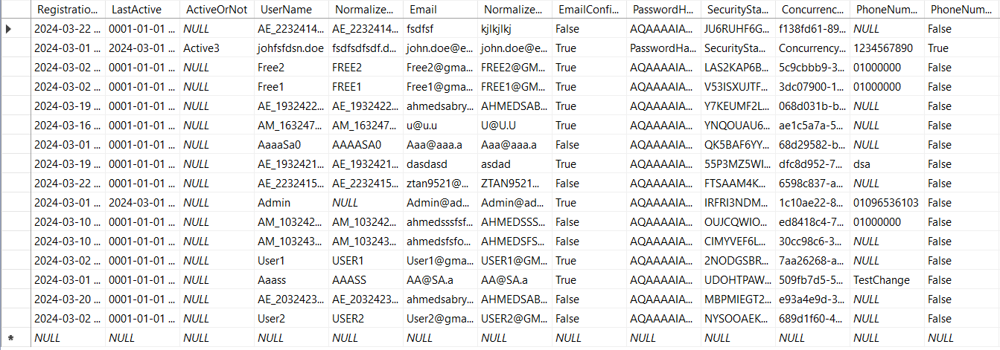 Registratio... LastActive ActiveOrNot UserName Normalize... Email Normalize... EmailConfi... PasswordH... SecuritySta... Concurrenc... PhoneNum... PhoneNum...
2024-03-22 ... 0001-01-01 ... NULL AE_2232414... AE_2232414... fsdfsf kjlkjlkj False AQAAAAIA... JU6RUHF6G... f138fd61-89... NULL False
2024-03-01 ... 2024-03-01 ... Active3 johfsfdsn.doe fsdfsdfsdf.d... john.doe@e... john.doe@e... True PasswordHa... SecuritySta... Concurrency... 1234567890 True
2024-03-02 ... 0001-01-01 ... NULL Free2 FREE2 Free2@gma... FREE2@GM... True AQAAAAIA... LAS2KAP6B... 5c9cbbb9-3... 01000000 False
2024-03-02 ... 0001-01-01 ... NULL Free1 FREE1 Free1@gma... FREE1@GM... True AQAAAAIA... V53ISXUJTF... 3dc07900-1... 01000000 False
2024-03-19 ... 0001-01-01 ... NULL AE_1932422... AE_1932422... ahmedsabry... AHMEDSAB... True AQAAAAIA... Y7KEUMF2L... 068d031b-b... NULL False
2024-03-16 ... 0001-01-01 ... NULL AM_163247... AM_163247... u@u.u U@U.U True AQAAAAIA... YNQOUAU6... ae1c5a7a-5... NULL False
2024-03-01 ... 0001-01-01 ... NULL AaaaSa0 AAAASA0 Aaa@aaa.a Aaa@aaa.a False AQAAAAIA... QK5BAF6YY... 68d29582-b... NULL False
2024-03-19 ... 0001-01-01 ... NULL AE_1932421... AE_1932421... dasdasd asdad True AQAAAAIA... 55P3MZ5WI... dfc8d952-7... dsa False
2024-03-22 ... 0001-01-01 ... NULL AE_2232415... AE_2232415... ztan9521@... ZTAN9521... False AQAAAAIA... FTSAAM4K... 6598c837-a... NULL False
2024-03-01 ... 2024-03-01 ... NULL Admin NULL Admin@ad... Admin@ad... True AQAAAAIA... IRFRI3NDM... 1c10ae22-8... 01096536103 False
2024-03-10 ... 0001-01-01 ... NULL AM_103242... AM_103242... ahmedsssfsf... AHMEDSSS... False AQAAAAIA... OUJCQWIO... ed8418c4-7... 01000000 False
2024-03-10 ... 0001-01-01 ... NULL AM_103243... AM_103243... ahmedsfsfo... AHMEDSFS... False AQAAAAIA... CIMYVEF6L... 30cc98c6-3... NULL False
2024-03-02 ... 0001-01-01 ... NULL User1 USER1 User1@gma... USER1@GM... True AQAAAAIA... 2NODGSBR... 7aa26268-a... NULL False
2024-03-01 ... 0001-01-01 ... NULL Aaass AAASS AA@SA.a AA@SA.a True AQAAAAIA... UDOHTPAW... 509fb7d5-5... TestChange False
2024-03-20 ... 0001-01-01 ... NULL AE_2032423... AE_2032423... ahmedsabry... AHMEDSAB... False AQAAAAIA... MBPMIEGT2... e93a4e9d-3... NULL False
2024-03-02 ... 0001-01-01 ... NULL User2 USER2 User2@gma... USER2@GM... False AQAAAAIA... NYSOOAEK... 689d1f60-4... NULL False
NULL NULL NULL NULL NULL NULL NULL NULL NULL NULL NULL NULL NULL